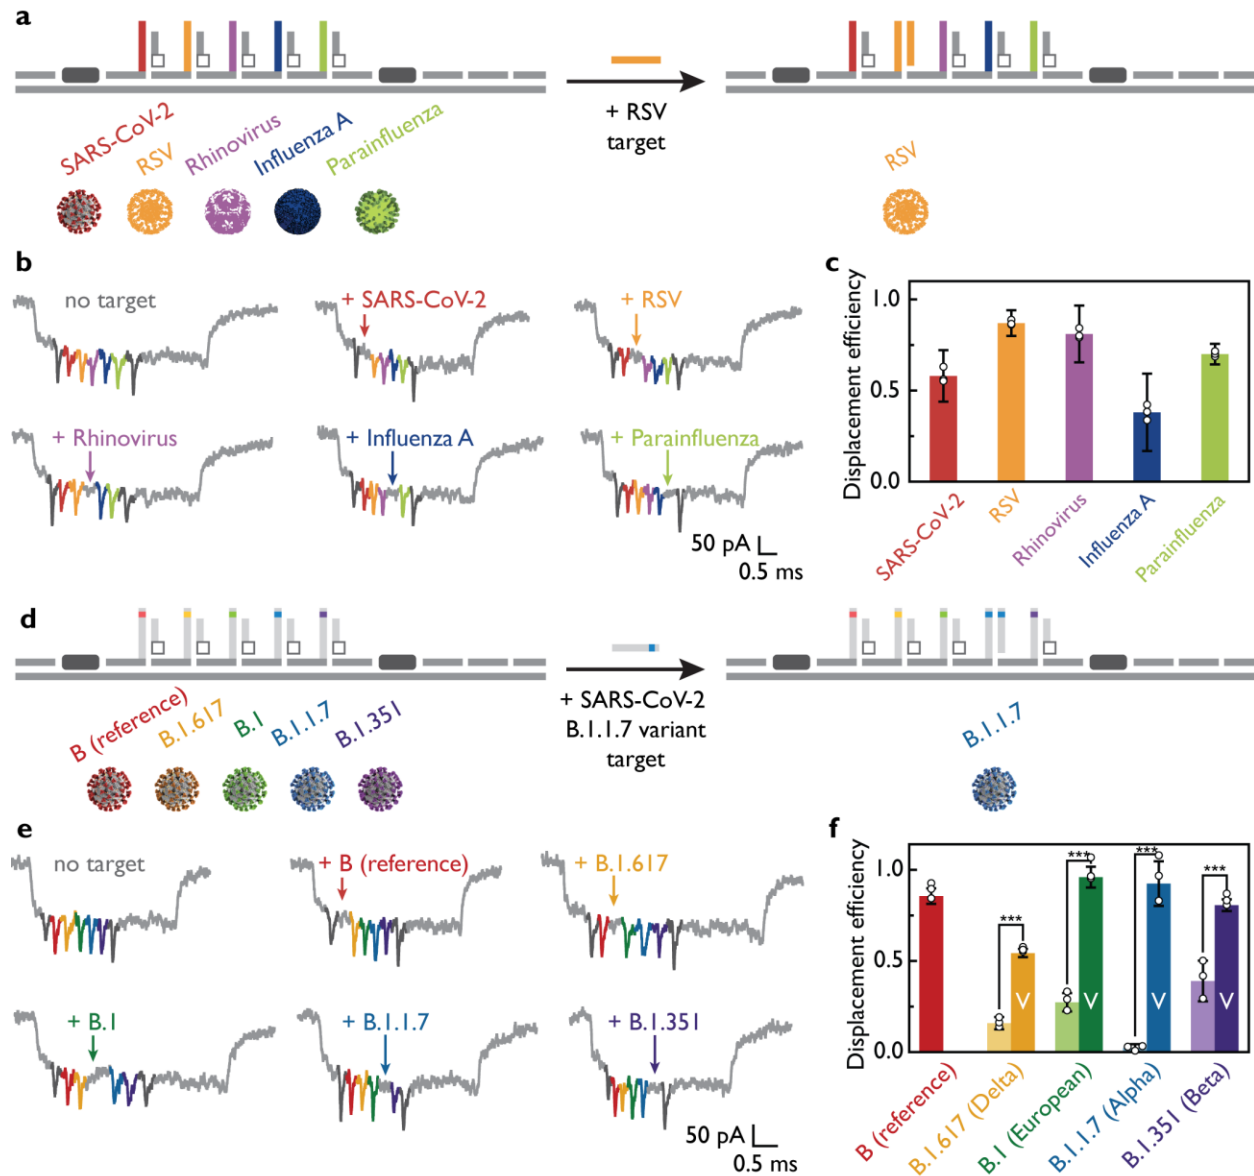 a
+ RSV
target
SARS-CoV-2
RSV
Rhinovirus
Influenza A
Parainfluenza
RSV
b
no target
+ SARS-CoV-2
+ RSV
+ Rhinovirus
+ Influenza A
+ Parainfluenza
50 pA
0.5 ms
c
Displacement efficiency
1.0
0.5
0.0
SARS-CoV-2
RSV
Rhinovirus
Influenza A
Parainfluenza
d
+ SARS-CoV-2
B.1.1.7 variant
target
B (reference)
B.1.617
B.1
B.1.1.7
B.1.351
B.1.1.7
e
no target
+ B (reference)
+ B.1.617
+ B.1
+ B.1.1.7
+ B.1.351
50 pA
0.5 ms
f
Displacement efficiency
1.0
0.5
0.0
***
***
***
***
V
V
V
V
B (reference)
B.1.617 (Delta)
B.1 (European)
B.1.1.7 (Alpha)
B.1.351 (Beta)